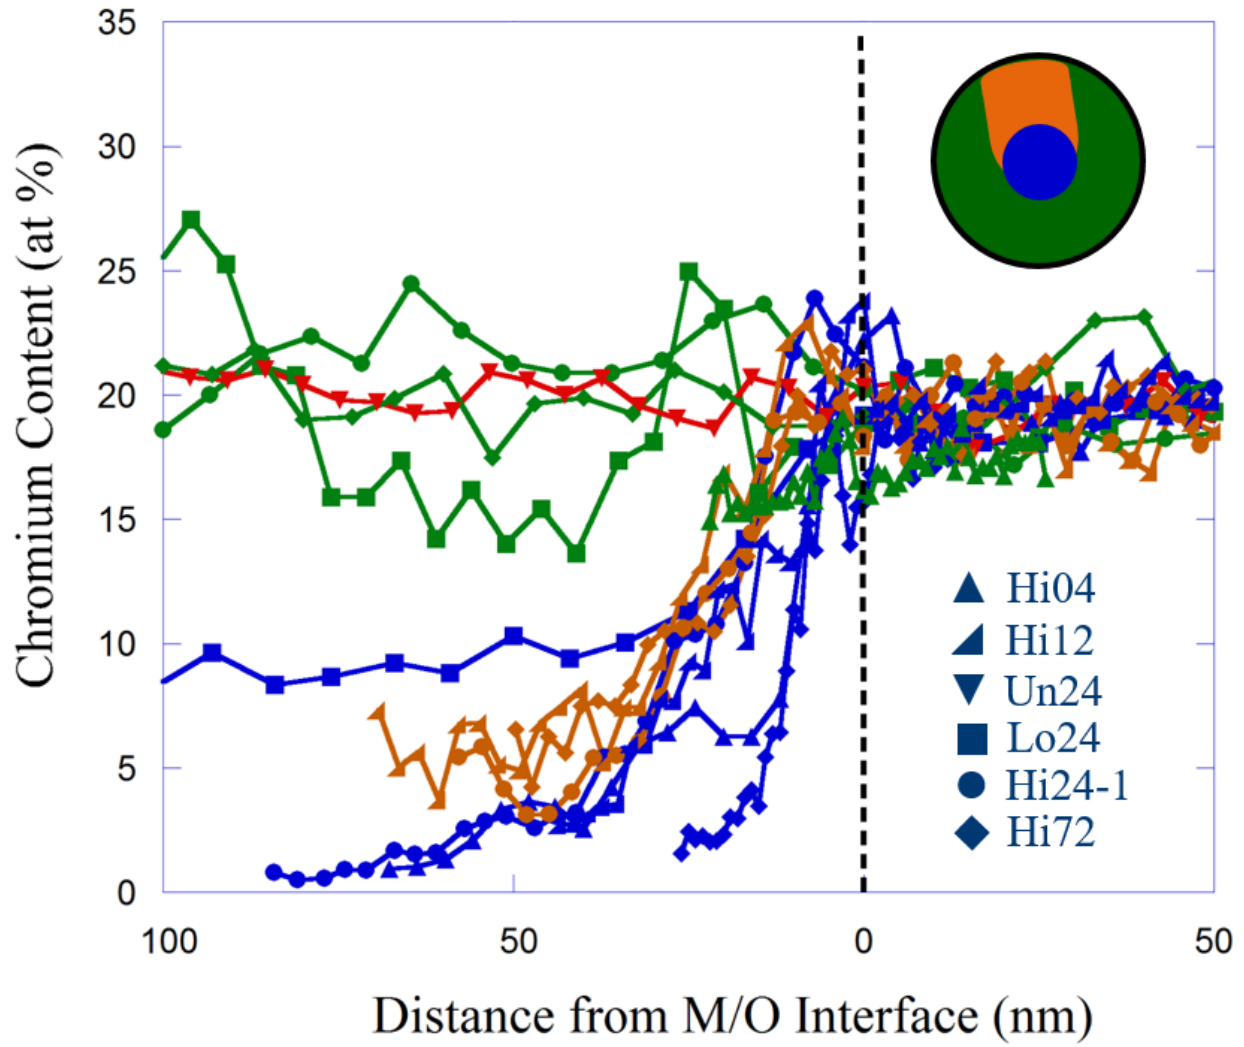 35
30
25
20
15
10
5
0
Chromium Content (at %)
Hi04
Hi12
Un24
Lo24
Hi24-1
Hi72
100
50
0
50
Distance from M/O Interface (nm)